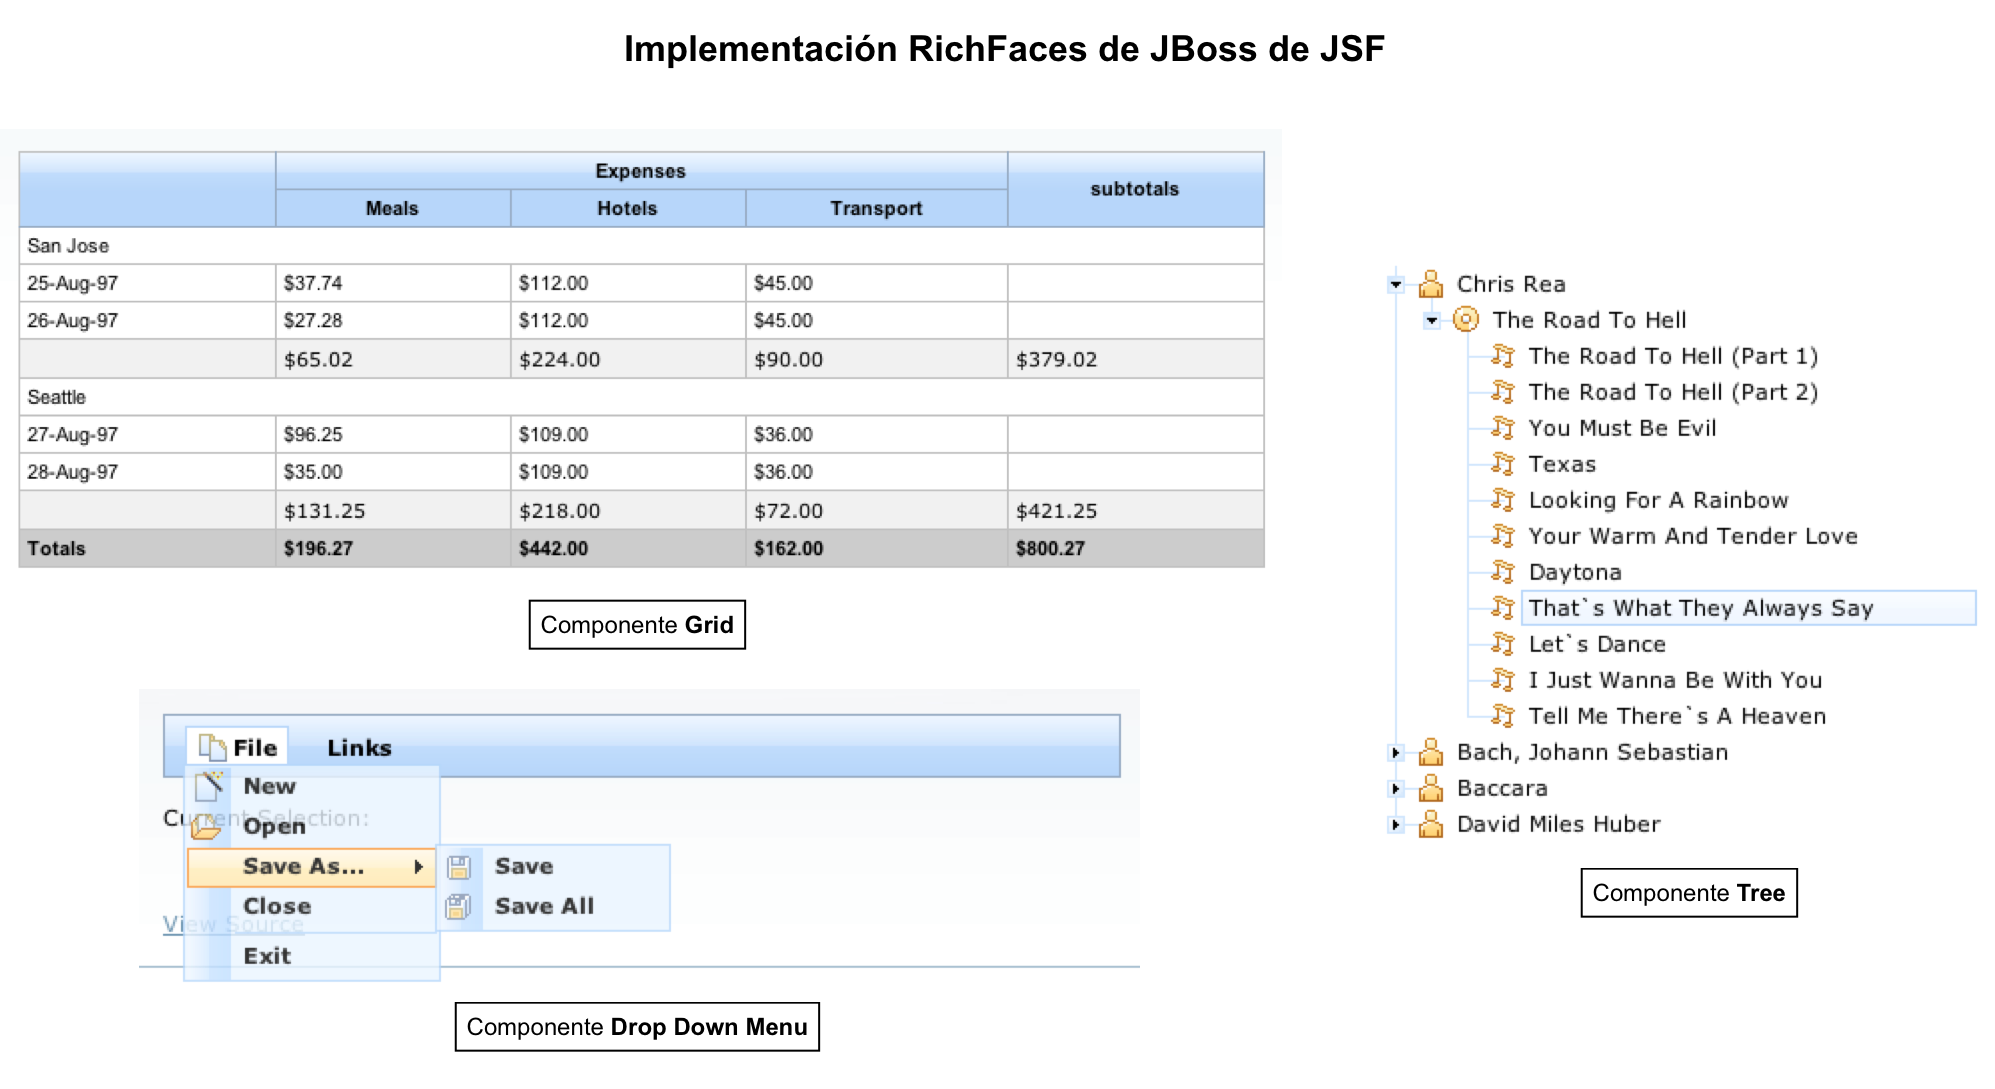 Implementación RichFaces de JBoss de JSF
Expenses
subtotals
Meals Hotels Transport
San Jose
25-Aug-97 $37.74 $112.00 $45.00
26-Aug-97 $27.28 $112.00 $45.00
$65.02 $224.00 $90.00 $379.02
Seattle
27-Aug-97 $96.25 $109.00 $36.00
28-Aug-97 $35.00 $109.00 $36.00
$131.25 $218.00 $72.00 $421.25
Totals $196.27 $442.00 $162.00 $800.27
Componente Grid
File Links
New
Current Selection:
Open
Save As...
Save
Close
Save All
View Source
Exit
Componente Drop Down Menu
Chris Rea
The Road To Hell
The Road To Hell (Part 1)
The Road To Hell (Part 2)
You Must Be Evil
Texas
Looking For A Rainbow
Your Warm And Tender Love
Daytona
That`s What They Always Say
Let`s Dance
I Just Wanna Be With You
Tell Me There`s A Heaven
Bach, Johann Sebastian
Baccara
David Miles Huber
Componente Tree